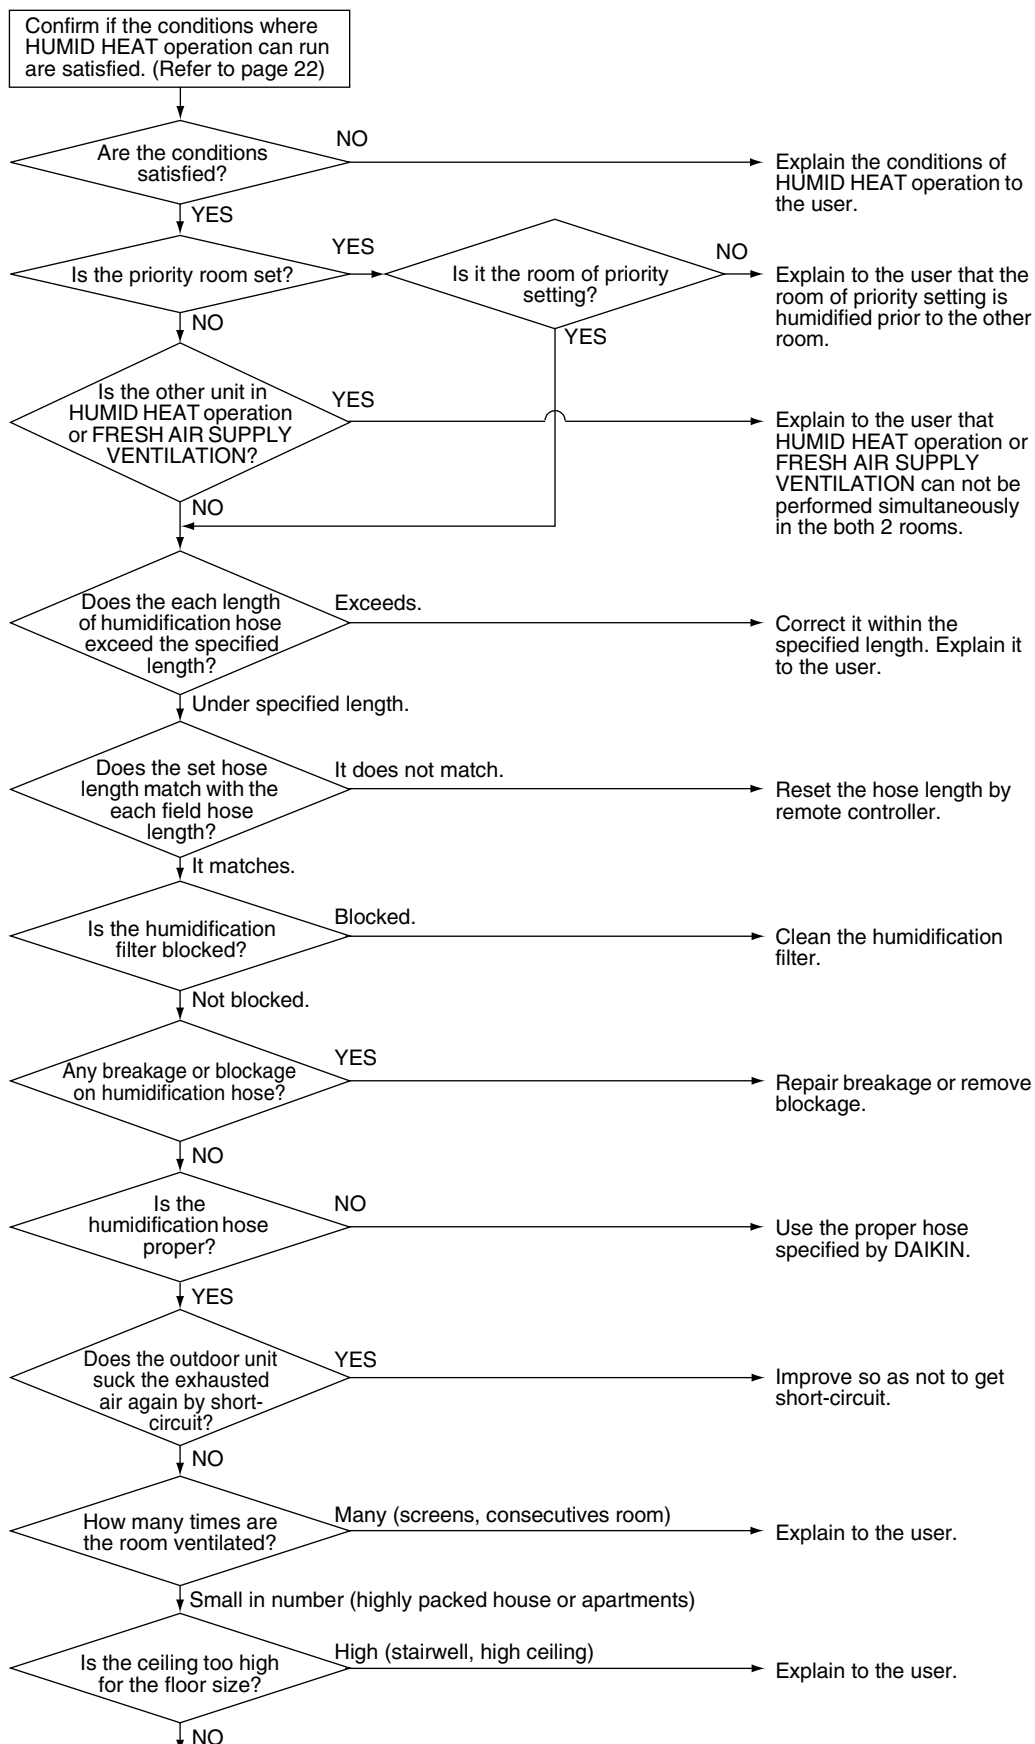 Confirm if the conditions where
HUMID HEAT operation can run
are satisfied. (Refer to page 22)
Are the conditions
satisfied?
NO
Explain the conditions of
HUMID HEAT operation to
the user.
YES
Is the priority room set?
YES
Is it the room of priority
setting?
NO
Explain to the user that the
room of priority setting is
humidified prior to the other
room.
NO
YES
Is the other unit in
HUMID HEAT operation
or FRESH AIR SUPPLY
VENTILATION?
YES
Explain to the user that
HUMID HEAT operation or
FRESH AIR SUPPLY
VENTILATION can not be
performed simultaneously
in the both 2 rooms.
NO
Does the each length
of humidification hose
exceed the specified
length?
Exceeds.
Correct it within the
specified length. Explain it
to the user.
Under specified length.
Does the set hose
length match with the
each field hose
length?
It does not match.
Reset the hose length by
remote controller.
It matches.
Is the humidification
filter blocked?
Blocked.
Clean the humidification
filter.
Not blocked.
Any breakage or blockage
on humidification hose?
YES
Repair breakage or remove
blockage.
NO
Is the
humidification hose
proper?
NO
Use the proper hose
specified by DAIKIN.
YES
Does the outdoor unit
suck the exhausted
air again by short-
circuit?
YES
Improve so as not to get
short-circuit.
NO
How many times are
the room ventilated?
Many (screens, consecutives room)
Explain to the user.
Small in number (highly packed house or apartments)
Is the ceiling too high
for the floor size?
High (stairwell, high ceiling)
Explain to the user.
NO